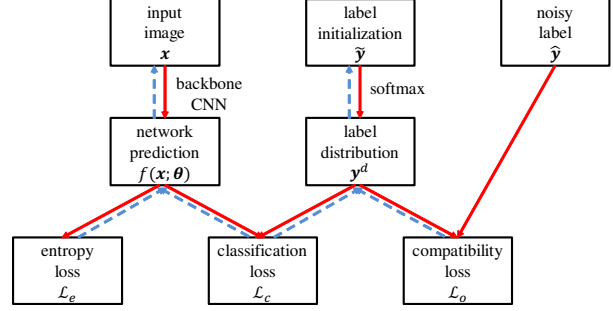 input
image
x
label
initialization
ỹ
noisy
label
ŷ
backbone
CNN
softmax
network
prediction
f(x; θ)
label
distribution
y^d
entropy
loss
ℒ_e
classification
loss
ℒ_c
compatibility
loss
ℒ_o